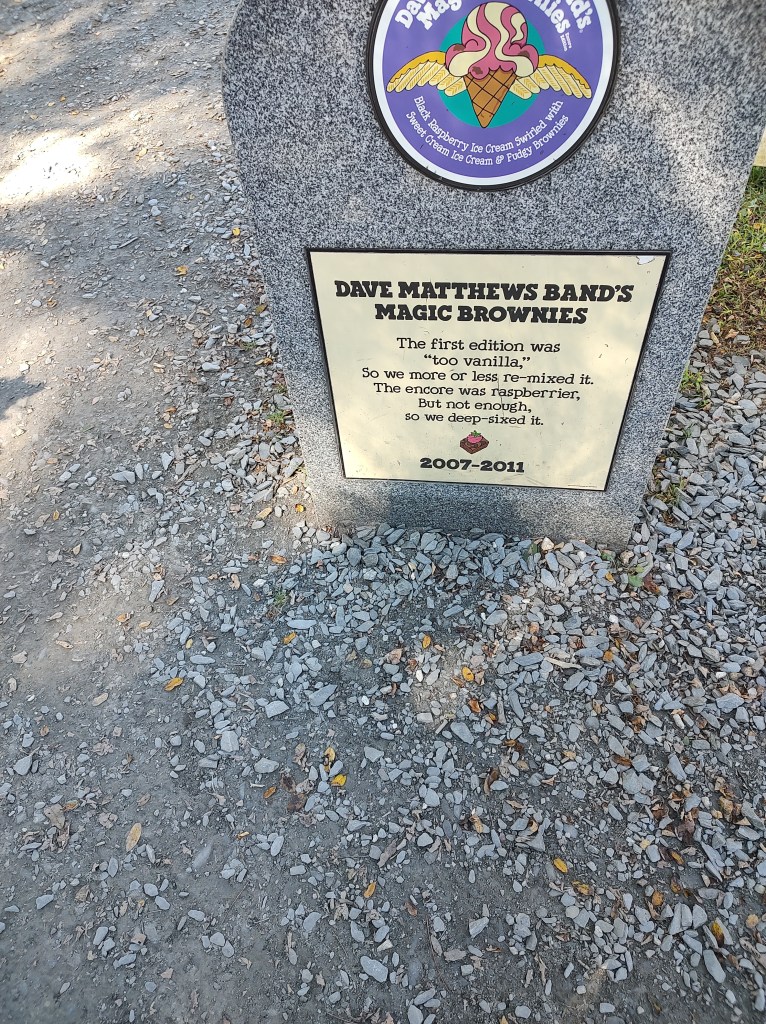 Magic Brownies
Black Raspberry Ice Cream Swirled with
Sweet Cream Ice Cream & Fudgy Brownies
DAVE MATTHEWS BAND'S
MAGIC BROWNIES
The first edition was
"too vanilla,"
So we more or less re-mixed it.
The encore was raspberrier,
But not enough,
so we deep-sixed it.
2007-2011